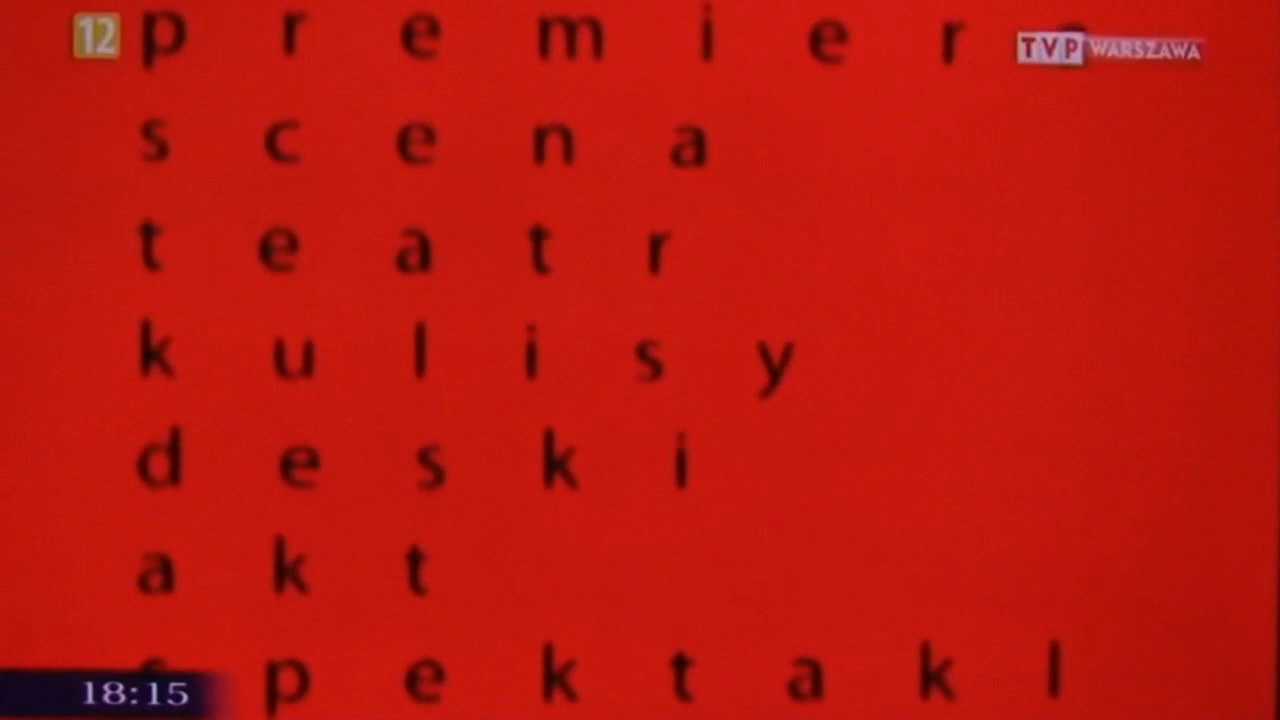 12
TVP WARSZAWA
p r e m i e r a
s c e n a
t e a t r
k u l i s y
d e s k i
a k t
s p e k t a k l
18:15